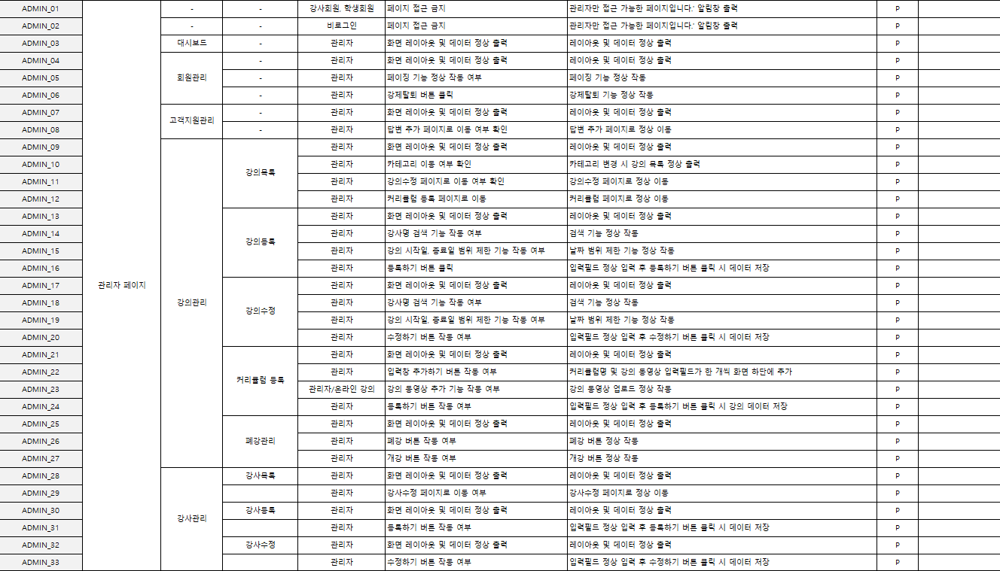 ADMIN_01 관리자 페이지 - - 강사회원, 학생회원 페이지 접근 금지 관리자만 접근 가능한 페이지입니다.' 알림창 출력 P
ADMIN_02 - - 비로그인 페이지 접근 금지 관리자만 접근 가능한 페이지입니다.' 알림창 출력 P
ADMIN_03 대시보드 - 관리자 화면 레이아웃 및 데이터 정상 출력 레이아웃 및 데이터 정상 출력 P
ADMIN_04 회원관리 - 관리자 화면 레이아웃 및 데이터 정상 출력 레이아웃 및 데이터 정상 출력 P
ADMIN_05 - 관리자 페이징 기능 정상 작동 여부 페이징 기능 정상 작동 P
ADMIN_06 - 관리자 강제탈퇴 버튼 클릭 강제탈퇴 기능 정상 작동 P
ADMIN_07 고객지원관리 - 관리자 화면 레이아웃 및 데이터 정상 출력 레이아웃 및 데이터 정상 출력 P
ADMIN_08 - 관리자 답변 추가 페이지로 이동 여부 확인 답변 추가 페이지로 정상 이동 P
ADMIN_09 강의관리 강의목록 관리자 화면 레이아웃 및 데이터 정상 출력 레이아웃 및 데이터 정상 출력 P
ADMIN_10 관리자 카테고리 이동 여부 확인 카테고리 변경 시 강의 목록 정상 출력 P
ADMIN_11 관리자 강의수정 페이지로 이동 여부 확인 강의수정 페이지로 정상 이동 P
ADMIN_12 관리자 커리큘럼 등록 페이지로 이동 커리큘럼 페이지로 정상 이동 P
ADMIN_13 강의등록 관리자 화면 레이아웃 및 데이터 정상 출력 레이아웃 및 데이터 정상 출력 P
ADMIN_14 관리자 강사명 검색 기능 작동 여부 검색 기능 정상 작동 P
ADMIN_15 관리자 강의 시작일, 종료일 범위 제한 기능 작동 여부 날짜 범위 제한 기능 정상 작동 P
ADMIN_16 관리자 등록하기 버튼 클릭 입력필드 정상 입력 후 등록하기 버튼 클릭 시 데이터 저장 P
ADMIN_17 강의수정 관리자 화면 레이아웃 및 데이터 정상 출력 레이아웃 및 데이터 정상 출력 P
ADMIN_18 관리자 강사명 검색 기능 작동 여부 검색 기능 정상 작동 P
ADMIN_19 관리자 강의 시작일, 종료일 범위 제한 기능 작동 여부 날짜 범위 제한 기능 정상 작동 P
ADMIN_20 관리자 수정하기 버튼 작동 여부 입력필드 정상 입력 후 수정하기 버튼 클릭 시 데이터 저장 P
ADMIN_21 커리큘럼 등록 관리자 화면 레이아웃 및 데이터 정상 출력 레이아웃 및 데이터 정상 출력 P
ADMIN_22 관리자 입력창 추가하기 버튼 작동 여부 커리큘럼명 및 강의 동영상 입력필드가 한 개씩 화면 하단에 추가 P
ADMIN_23 관리자/온라인 강의 강의 동영상 추가 기능 작동 여부 강의 동영상 업로드 정상 작동 P
ADMIN_24 관리자 등록하기 버튼 작동 여부 입력필드 정상 입력 후 등록하기 버튼 클릭 시 강의 데이터 저장 P
ADMIN_25 폐강관리 관리자 화면 레이아웃 및 데이터 정상 출력 레이아웃 및 데이터 정상 출력 P
ADMIN_26 관리자 폐강 버튼 작동 여부 폐강 버튼 정상 작동 P
ADMIN_27 관리자 개강 버튼 작동 여부 개강 버튼 정상 작동 P
ADMIN_28 강사관리 강사목록 관리자 화면 레이아웃 및 데이터 정상 출력 레이아웃 및 데이터 정상 출력 P
ADMIN_29 관리자 강사수정 페이지로 이동 여부 강사수정 페이지로 정상 이동 P
ADMIN_30 강사등록 관리자 화면 레이아웃 및 데이터 정상 출력 레이아웃 및 데이터 정상 출력 P
ADMIN_31 관리자 등록하기 버튼 작동 여부 입력필드 정상 입력 후 등록하기 버튼 클릭 시 데이터 저장 P
ADMIN_32 강사수정 관리자 화면 레이아웃 및 데이터 정상 출력 레이아웃 및 데이터 정상 출력 P
ADMIN_33 관리자 수정하기 버튼 작동 여부 입력필드 정상 입력 후 수정하기 버튼 클릭 시 데이터 저장 P